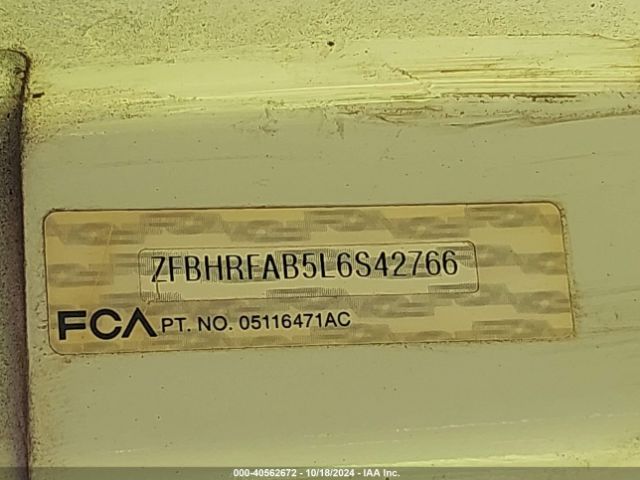 ZFBHRFAB5L6S42766
FCA PT. NO. 05116471AC
000-40562672 - 10/18/2024 - IAA Inc.